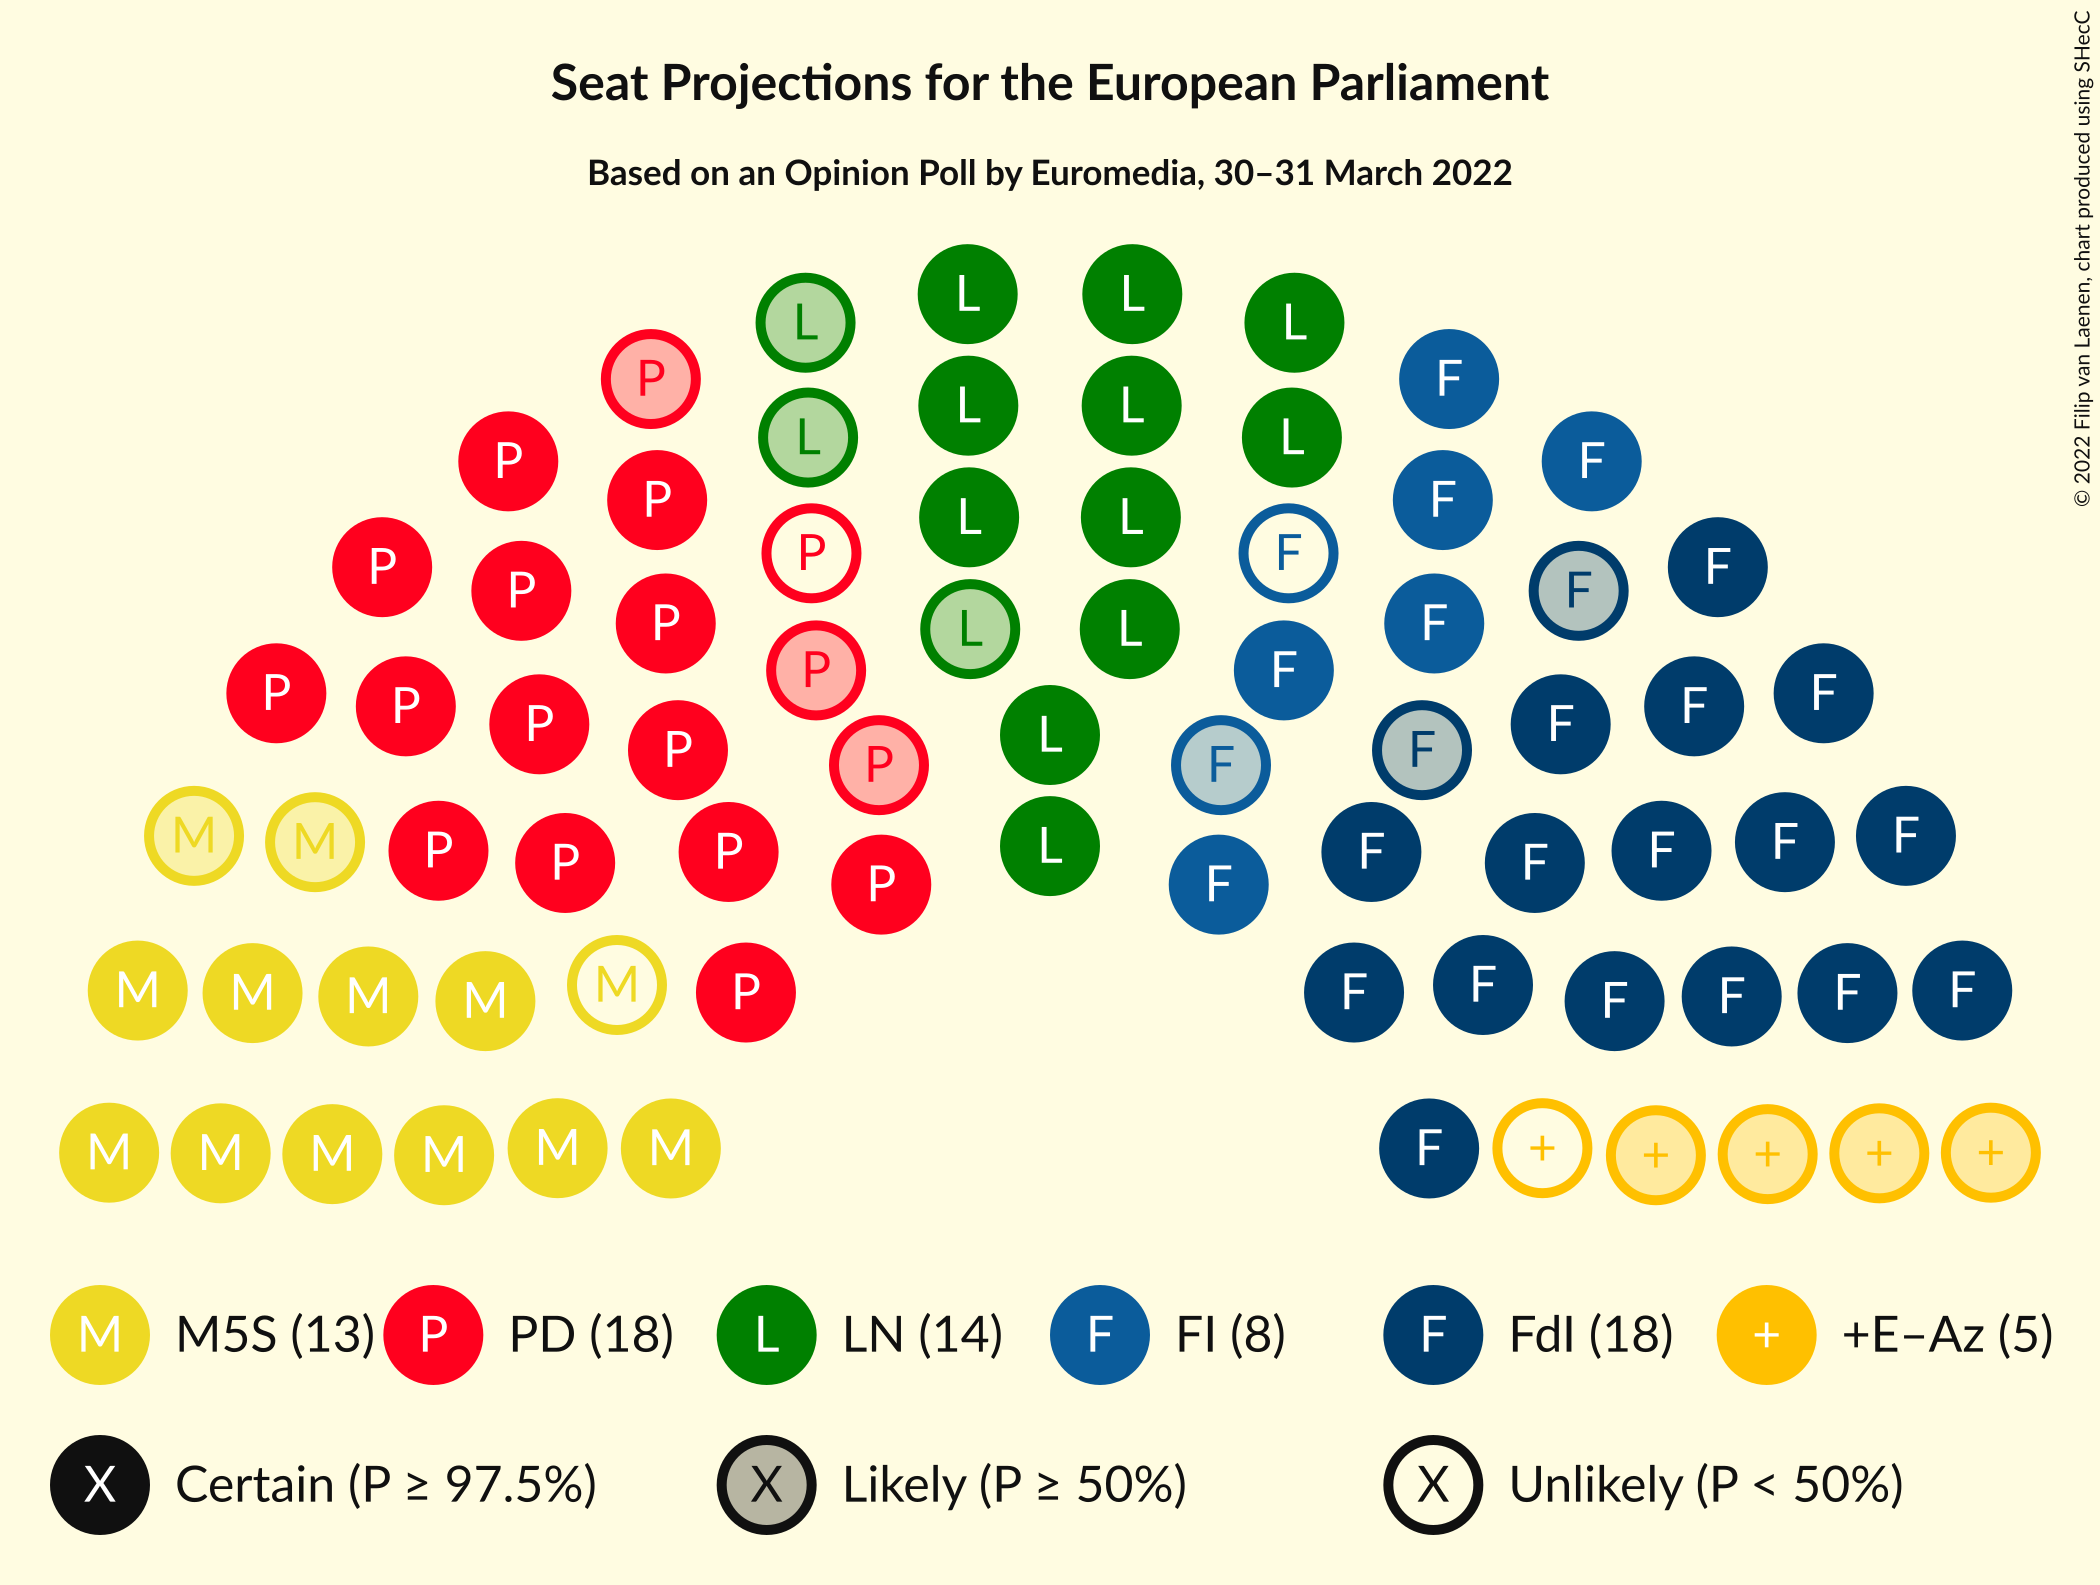 Seat Projections for the European Parliament
Based on an Opinion Poll by Euromedia, 30–31 March 2022
© 2022 Filip van Laenen, chart produced using SHecC
L L
L L
P F
L L
P L L F
P P F F
P F
L L
P P F F
P F
P L F
P F
P P F F
P P L F F
P F
M M P P P L F F F F F
P F
M M M M M P F F F F F F
M M M M M M F + + + + +
M M5S (13) P PD (18) L LN (14) F FI (8) F FdI (18) + +E–Az (5)
X Certain (P ≥ 97.5%) X Likely (P ≥ 50%) X Unlikely (P < 50%)